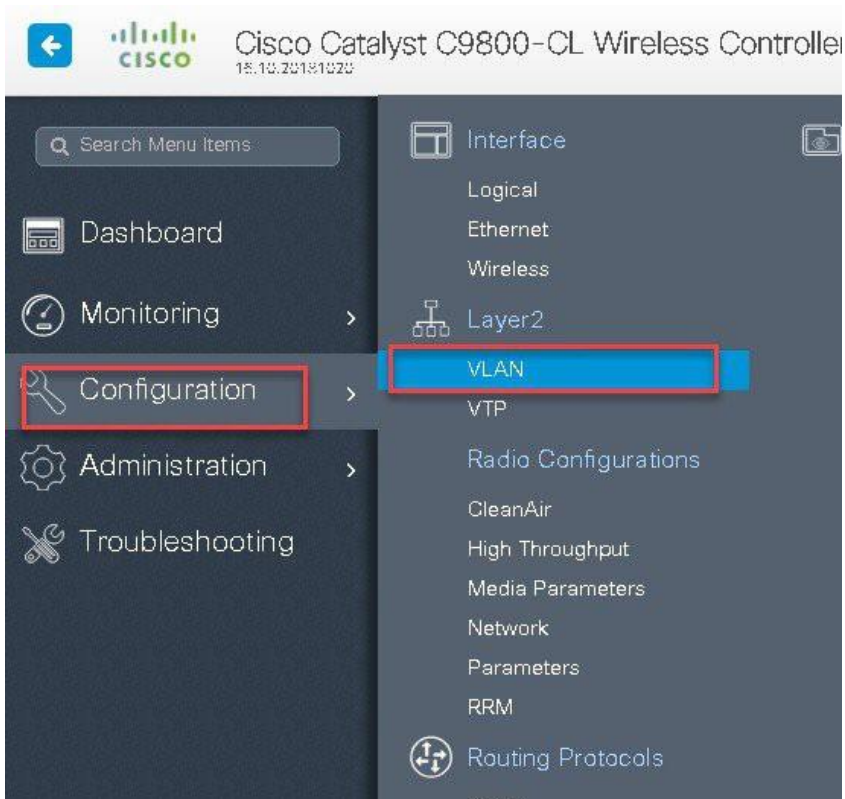 CISCO
Cisco Catalyst C9800-CL Wireless Controller
Search Menu Items
Dashboard
Monitoring
Configuration
Administration
Troubleshooting
Interface
Logical
Ethernet
Wireless
Layer2
VLAN
VTP
Radio Configurations
CleanAir
High Throughput
Media Parameters
Network
Parameters
RRM
Routing Protocols